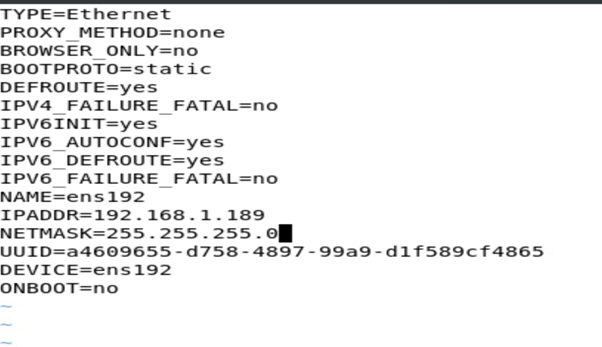 TYPE=Ethernet
PROXY_METHOD=none
BROWSER_ONLY=no
BOOTPROTO=static
DEFROUTE=yes
IPV4_FAILURE_FATAL=no
IPV6INIT=yes
IPV6_AUTOCONF=yes
IPV6_DEFROUTE=yes
IPV6_FAILURE_FATAL=no
NAME=ens192
IPADDR=192.168.1.189
NETMASK=255.255.255.0
UUID=a4609655-d758-4897-99a9-d1f589cf4865
DEVICE=ens192
ONBOOT=no
~
~
~